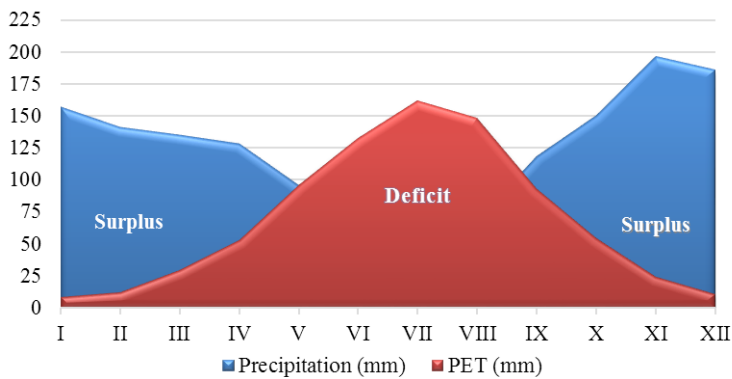 225
200
175
150
125
100
75
50
25
0
Surplus
Deficit
Surplus
I II III IV V VI VII VIII IX X XI XII
Precipitation (mm) PET (mm)